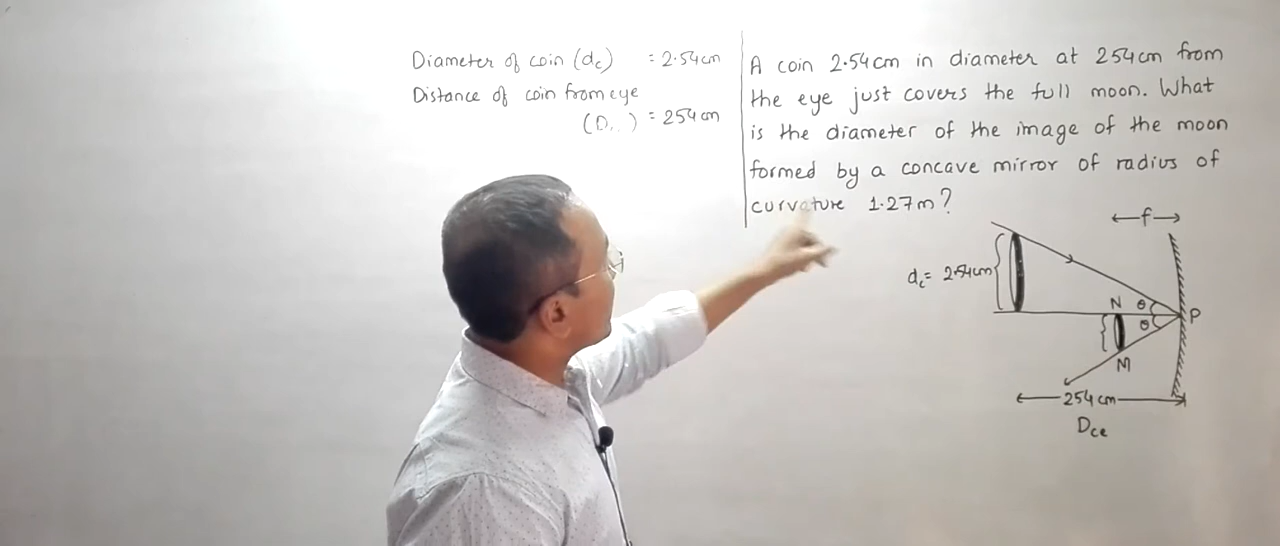 Diameter of coin (dc) = 2.54cm
Distance of coin from eye
(D ) = 254cm
A coin 2.54cm in diameter at 254cm from
the eye just covers the full moon. What
is the diameter of the image of the moon
formed by a concave mirror of radius of
curvature 1.27m?
f
dc = 2.54cm
N θ
P
θ
M
254cm
Dce